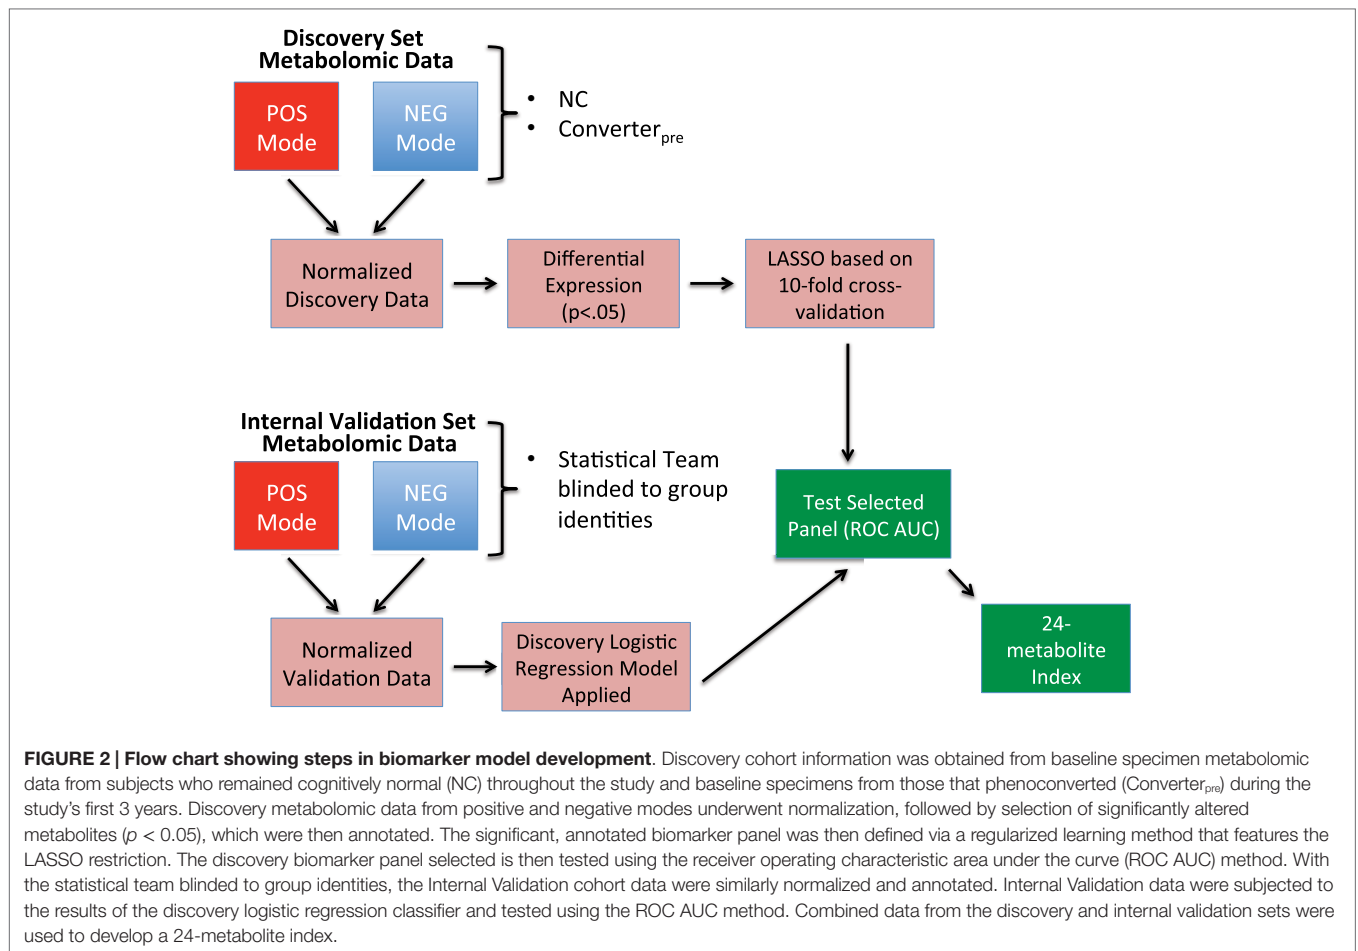 Discovery Set
Metabolomic Data
POS
Mode
NEG
Mode
• NC
• Converterpre
Normalized
Discovery Data
Differential
Expression
(p<.05)
LASSO based on
10-fold cross-
validation
Internal Validation Set
Metabolomic Data
POS
Mode
NEG
Mode
• Statistical Team
blinded to group
identities
Test Selected
Panel (ROC AUC)
Normalized
Validation Data
Discovery Logistic
Regression Model
Applied
24-
metabolite
Index
FIGURE 2 | Flow chart showing steps in biomarker model development. Discovery cohort information was obtained from baseline specimen metabolomic
data from subjects who remained cognitively normal (NC) throughout the study and baseline specimens from those that phenoconverted (Converterpre) during the
study's first 3 years. Discovery metabolomic data from positive and negative modes underwent normalization, followed by selection of significantly altered
metabolites (p < 0.05), which were then annotated. The significant, annotated biomarker panel was then defined via a regularized learning method that features the
LASSO restriction. The discovery biomarker panel selected is then tested using the receiver operating characteristic area under the curve (ROC AUC) method. With
the statistical team blinded to group identities, the Internal Validation cohort data were similarly normalized and annotated. Internal Validation data were subjected to
the results of the discovery logistic regression classifier and tested using the ROC AUC method. Combined data from the discovery and internal validation sets were
used to develop a 24-metabolite index.